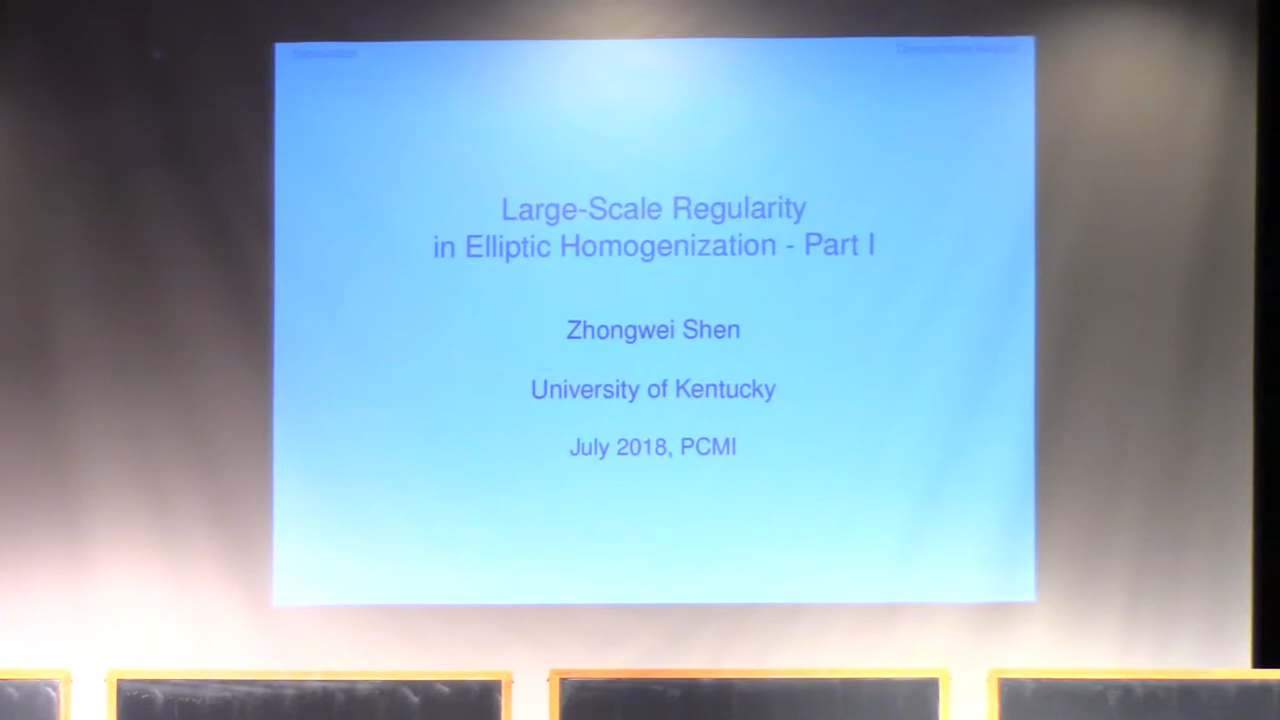 Large-Scale Regularity
in Elliptic Homogenization - Part I
Zhongwei Shen
University of Kentucky
July 2018, PCMI